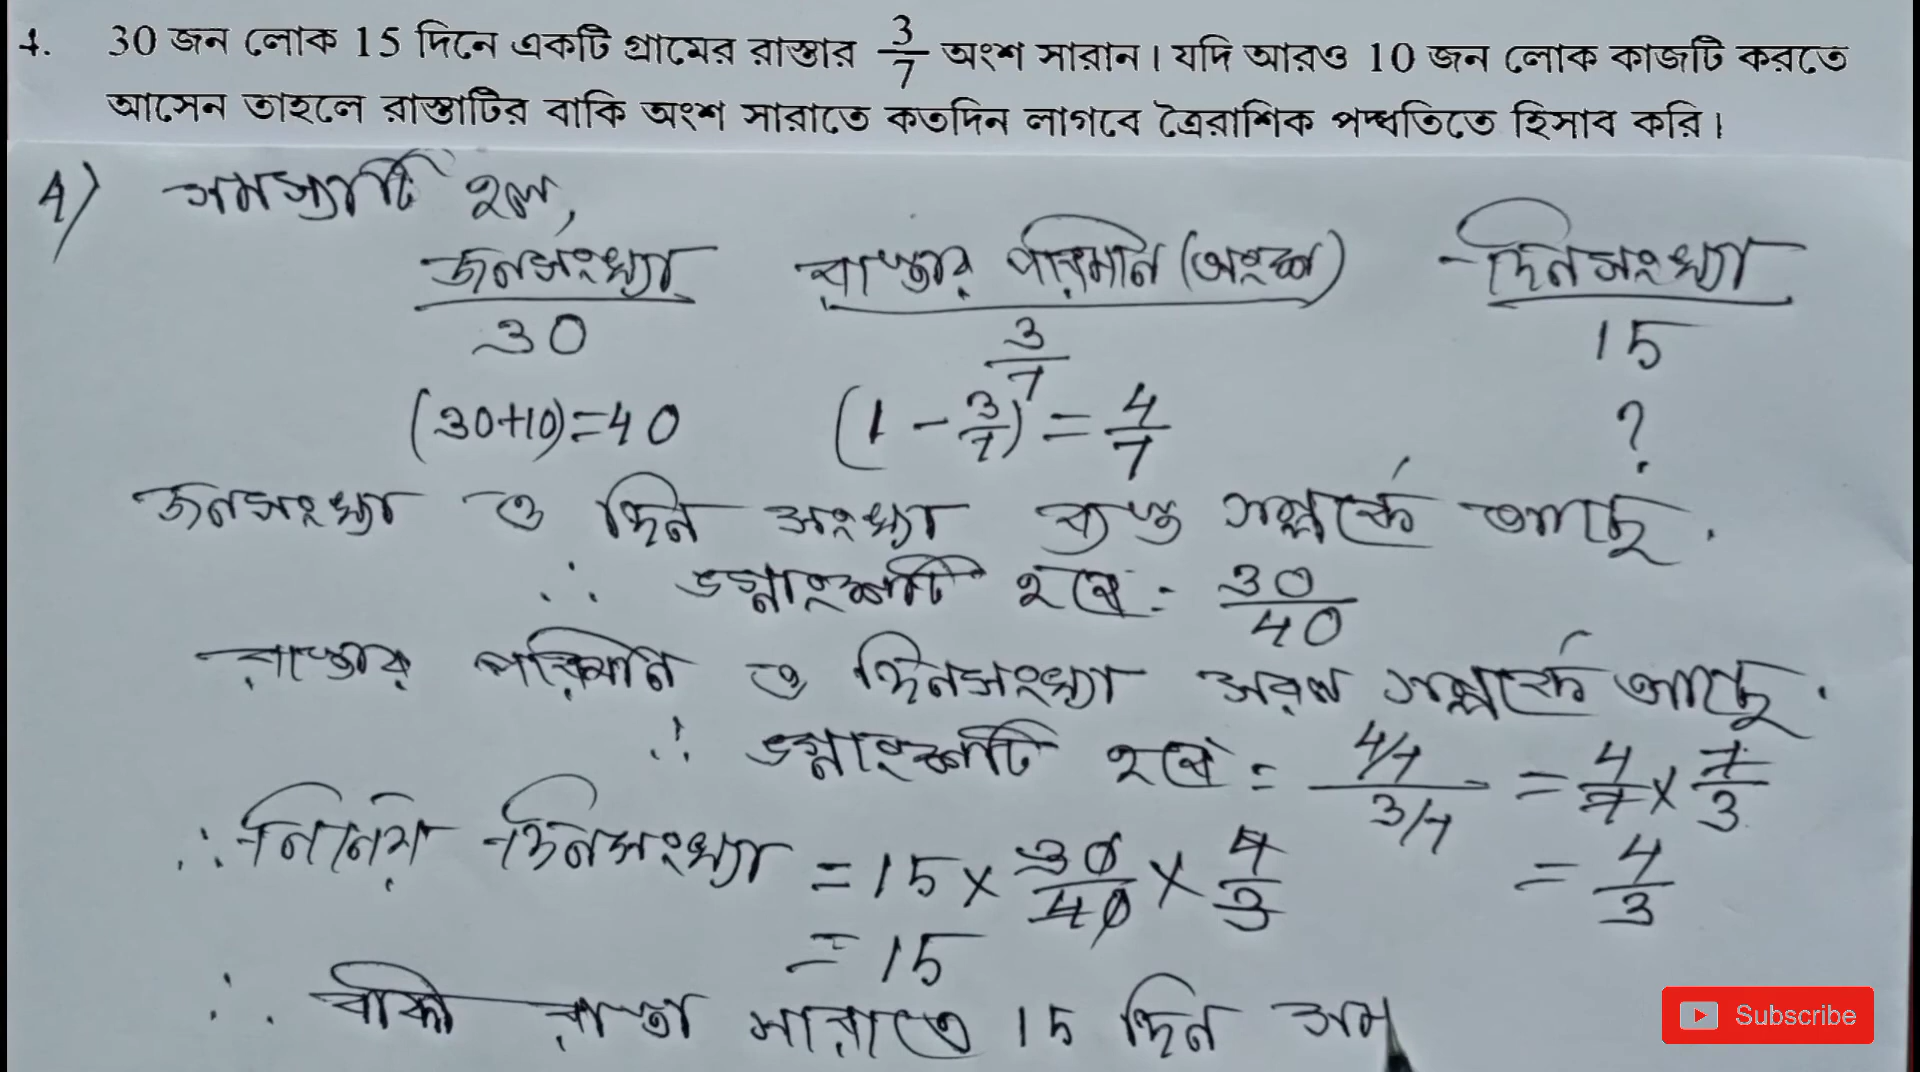 4. 30 জন লোক 15 দিনে একটি গ্রামের রাস্তার 3/7 অংশ সারান। যদি আরও 10 জন লোক কাজটি করতে
আসেন তাহলে রাস্তাটির বাকি অংশ সারাতে কতদিন লাগবে ত্রৈরাশিক পদ্ধতিতে হিসাব করি।
4) সমস্যাটি হল,
জনসংখ্যা রাস্তার পরিমান (অংশ) দিনসংখ্যা
30 3/7 15
(30+10)=40 (1 - 3/7) = 4/7 ?
জনসংখ্যা ও দিন সংখ্যা ব্যস্ত সম্পর্কে আছে.
∴ ভগ্নাংশটি হবে = 30/40
রাস্তার পরিমান ও দিনসংখ্যা সরল সম্পর্কে আছে.
∴ ভগ্নাংশটি হবে = (4/7)/(3/7) = 4/7 × 7/3
= 4/3
∴ নির্নেয় দিনসংখ্যা = 15 × 30/40 × 4/3
= 15
∴ বাকী রাস্তা সারাতে 15 দিন সম
Subscribe